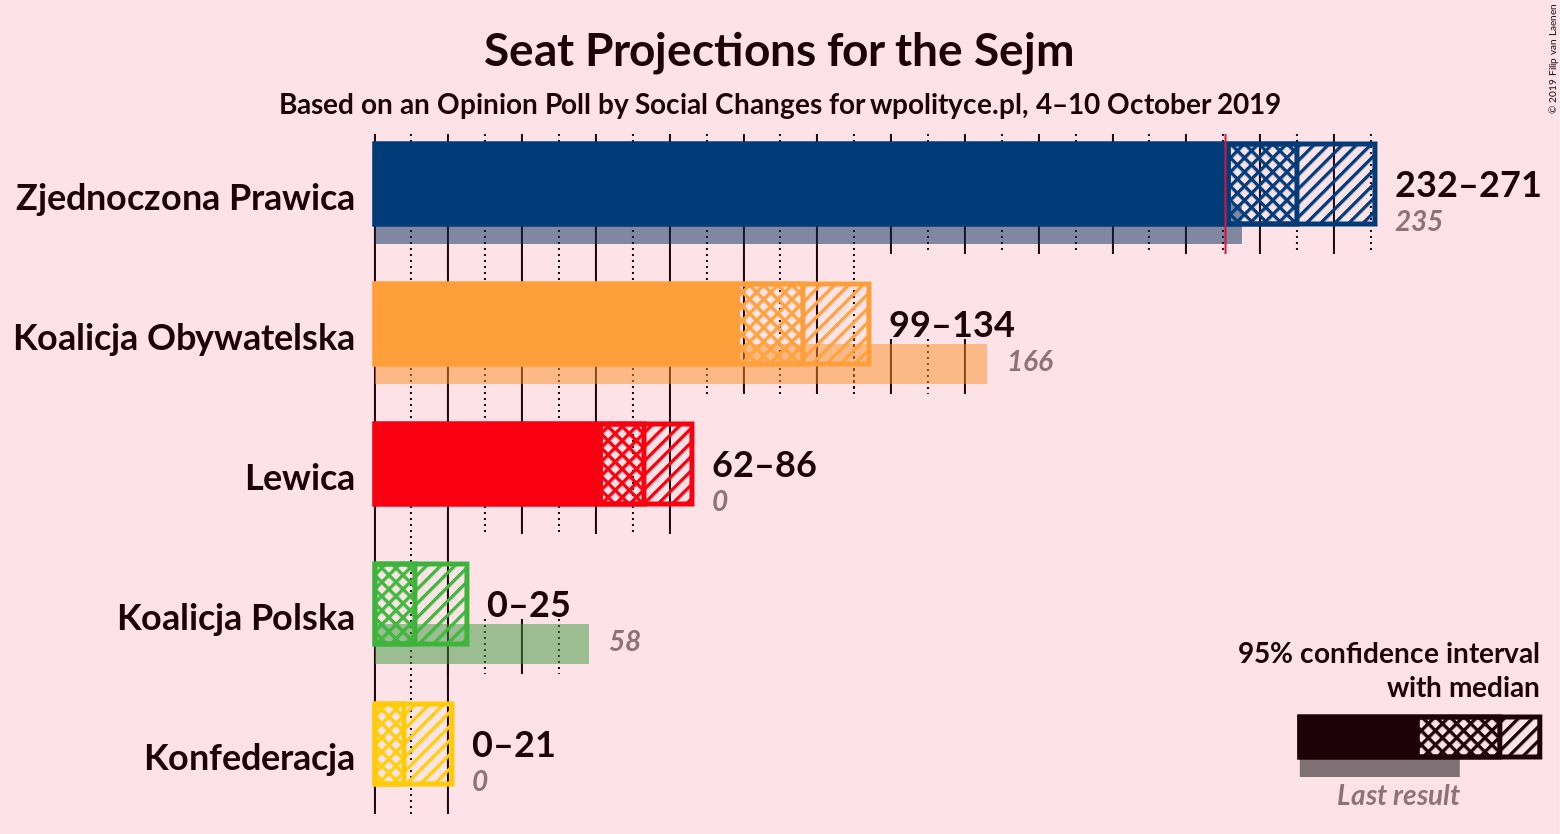 Seat Projections for the Sejm
Based on an Opinion Poll by Social Changes for wpolityce.pl, 4–10 October 2019
© 2019 Filip van Laenen
Zjednoczona Prawica
232–271
235
Koalicja Obywatelska
99–134
166
Lewica
62–86
0
Koalicja Polska
0–25
58
Konfederacja
0–21
0
95% confidence interval
with median
Last result